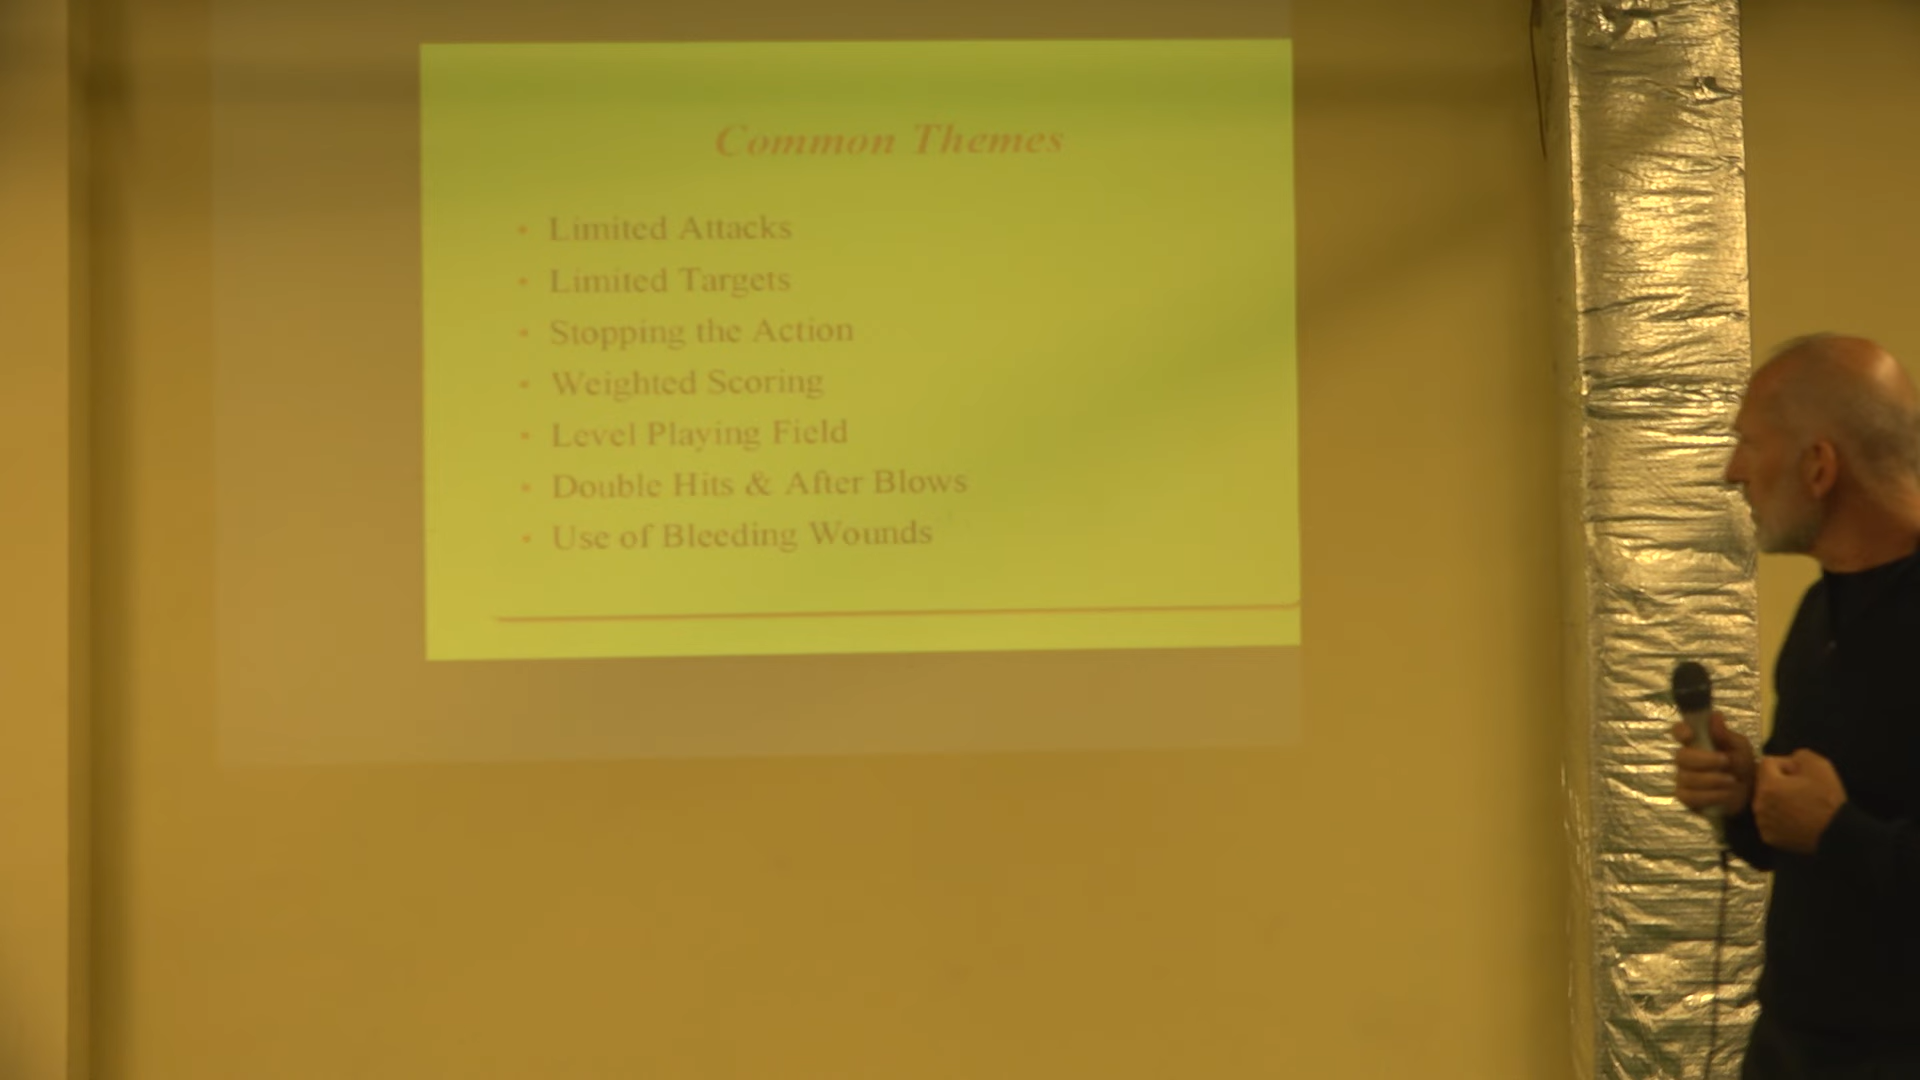 Common Themes
• Limited Attacks
• Limited Targets
• Stopping the Action
• Weighted Scoring
• Level Playing Field
• Double Hits & After Blows
• Use of Bleeding Wounds